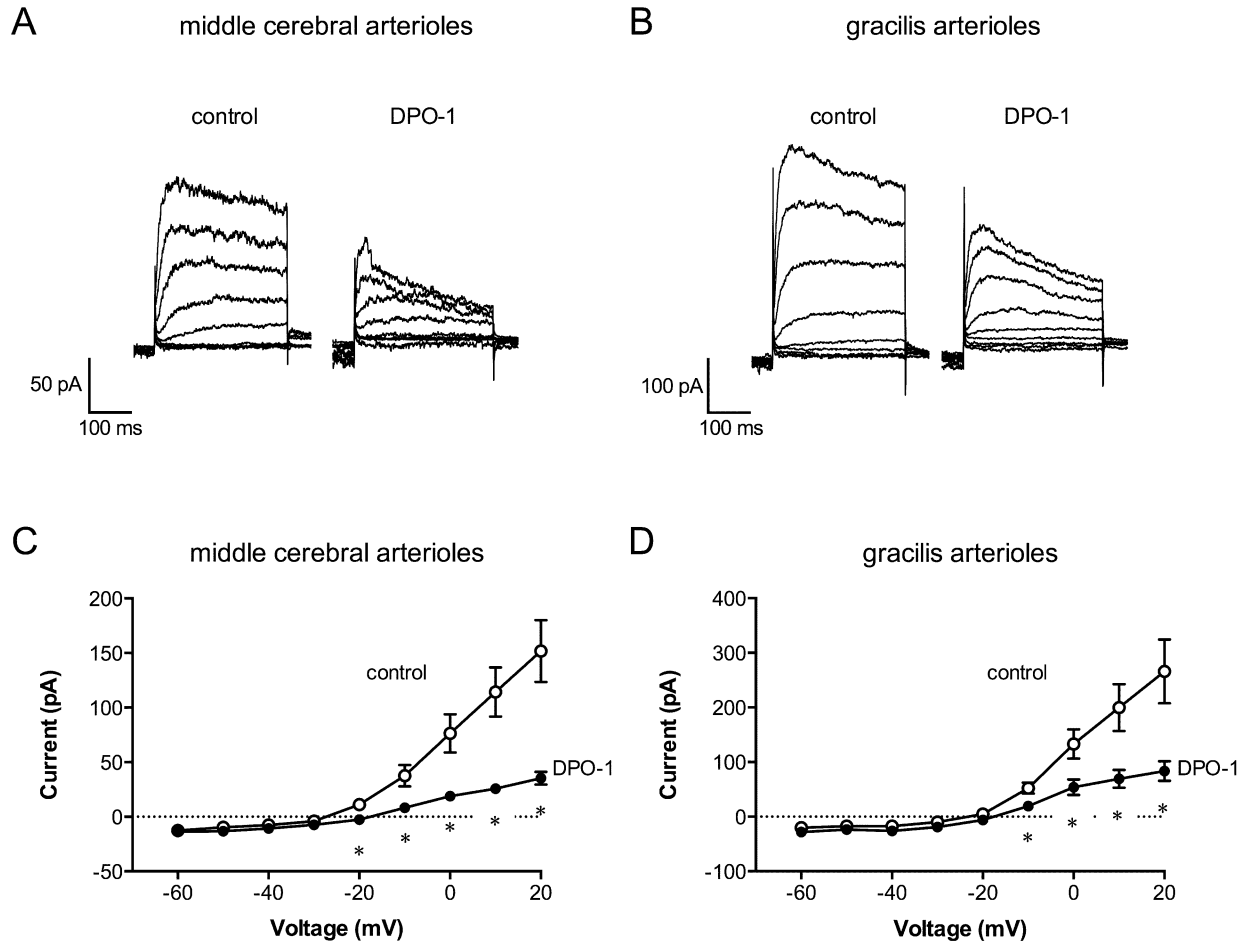 A
middle cerebral arterioles
control
DPO-1
50 pA
100 ms
B
gracilis arterioles
control
DPO-1
100 pA
100 ms
C
middle cerebral arterioles
Current (pA)
200
150
100
50
0
-50
control
DPO-1
* * * * *
-60 -40 -20 0 20
Voltage (mV)
D
gracilis arterioles
Current (pA)
400
300
200
100
0
-100
control
DPO-1
* * * *
-60 -40 -20 0 20
Voltage (mV)